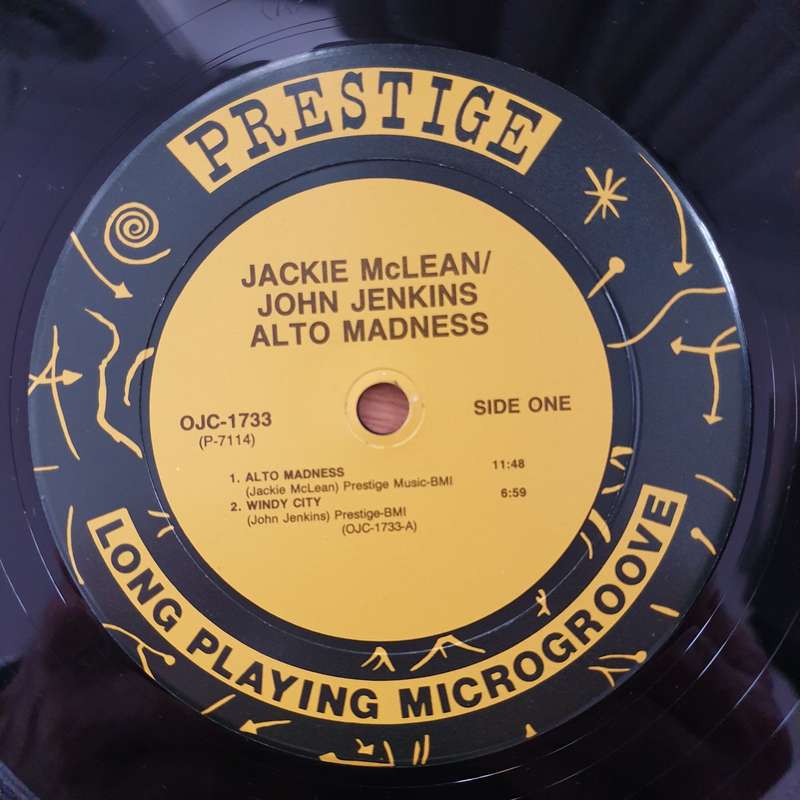 PRESTIGE
JACKIE McLEAN/
JOHN JENKINS
ALTO MADNESS
OJC-1733
(P-7114)
SIDE ONE
1. ALTO MADNESS 11:48
(Jackie McLean) Prestige Music-BMI
2. WINDY CITY 6:59
(John Jenkins) Prestige-BMI
(OJC-1733-A)
LONG PLAYING MICROGROOVE